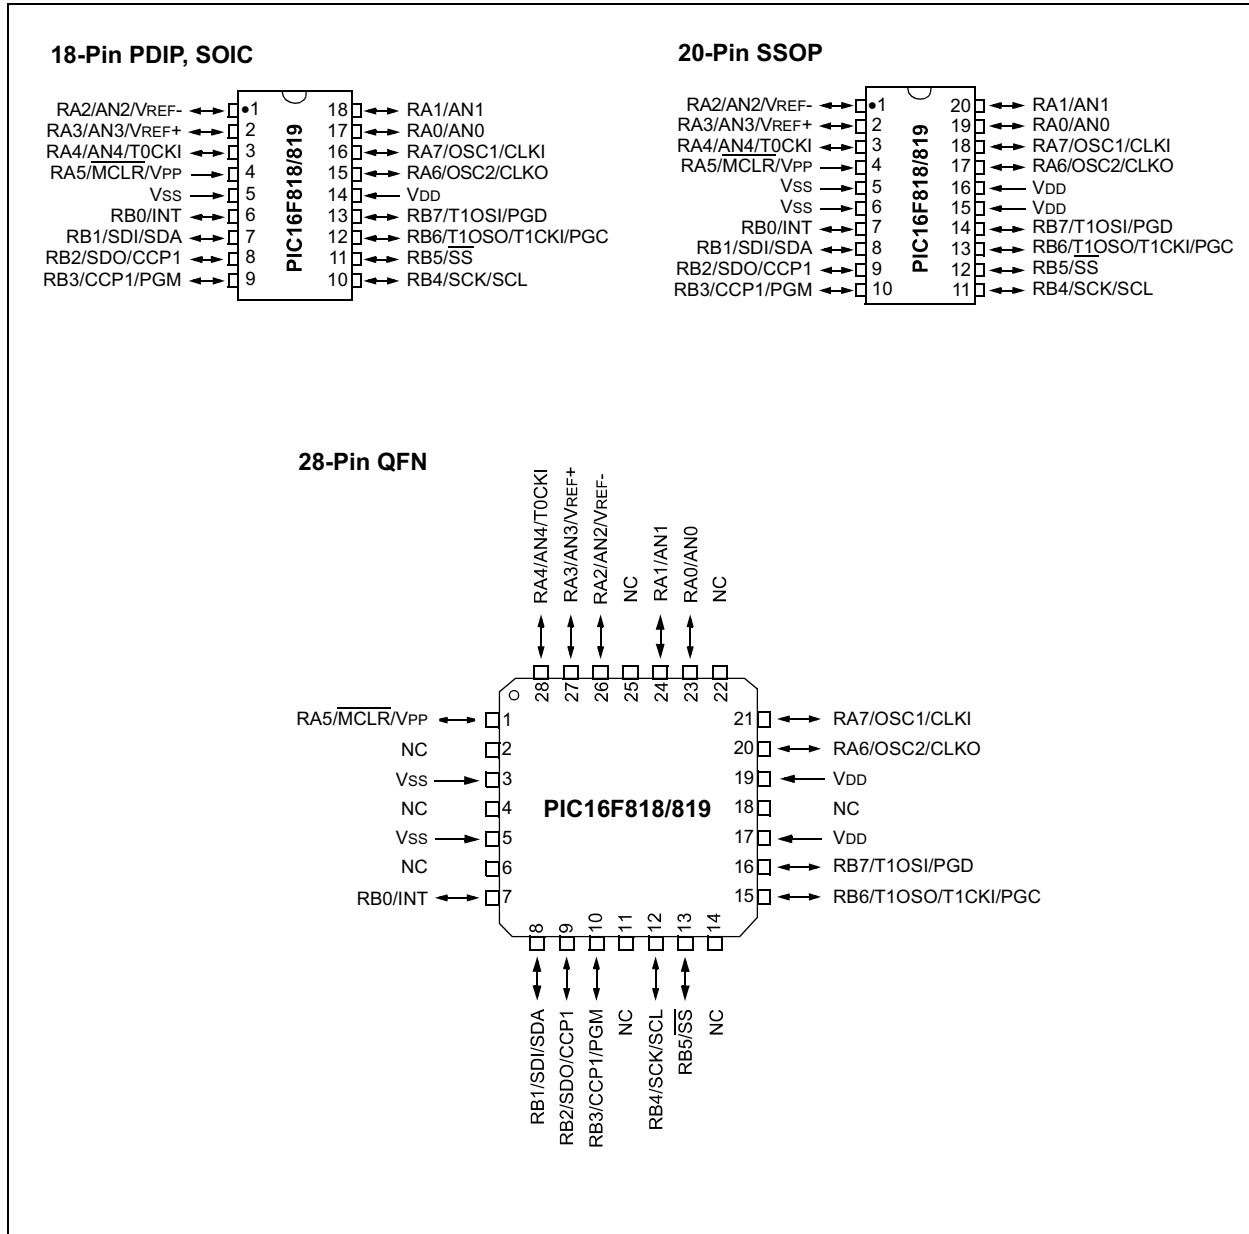 18-Pin PDIP, SOIC
RA2/AN2/VREF- 1 18 RA1/AN1
RA3/AN3/VREF+ 2 17 RA0/AN0
RA4/AN4/T0CKI 3 16 RA7/OSC1/CLKI
RA5/MCLR/VPP 4 15 RA6/OSC2/CLKO
VSS 5 14 VDD
RB0/INT 6 13 RB7/T1OSI/PGD
RB1/SDI/SDA 7 12 RB6/T1OSO/T1CKI/PGC
RB2/SDO/CCP1 8 11 RB5/SS
RB3/CCP1/PGM 9 10 RB4/SCK/SCL
PIC16F818/819
20-Pin SSOP
RA2/AN2/VREF- 1 20 RA1/AN1
RA3/AN3/VREF+ 2 19 RA0/AN0
RA4/AN4/T0CKI 3 18 RA7/OSC1/CLKI
RA5/MCLR/VPP 4 17 RA6/OSC2/CLKO
VSS 5 16 VDD
VSS 6 15 VDD
RB0/INT 7 14 RB7/T1OSI/PGD
RB1/SDI/SDA 8 13 RB6/T1OSO/T1CKI/PGC
RB2/SDO/CCP1 9 12 RB5/SS
RB3/CCP1/PGM 10 11 RB4/SCK/SCL
PIC16F818/819
28-Pin QFN
RA4/AN4/T0CKI
RA3/AN3/VREF+
RA2/AN2/VREF-
NC
RA1/AN1
RA0/AN0
NC
28 27 26 25 24 23 22
RA5/MCLR/VPP 1 21 RA7/OSC1/CLKI
NC 2 20 RA6/OSC2/CLKO
VSS 3 19 VDD
NC 4 PIC16F818/819 18 NC
VSS 5 17 VDD
NC 6 16 RB7/T1OSI/PGD
RB0/INT 7 15 RB6/T1OSO/T1CKI/PGC
8 9 10 11 12 13 14
RB1/SDI/SDA
RB2/SDO/CCP1
RB3/CCP1/PGM
NC
RB4/SCK/SCL
RB5/SS
NC